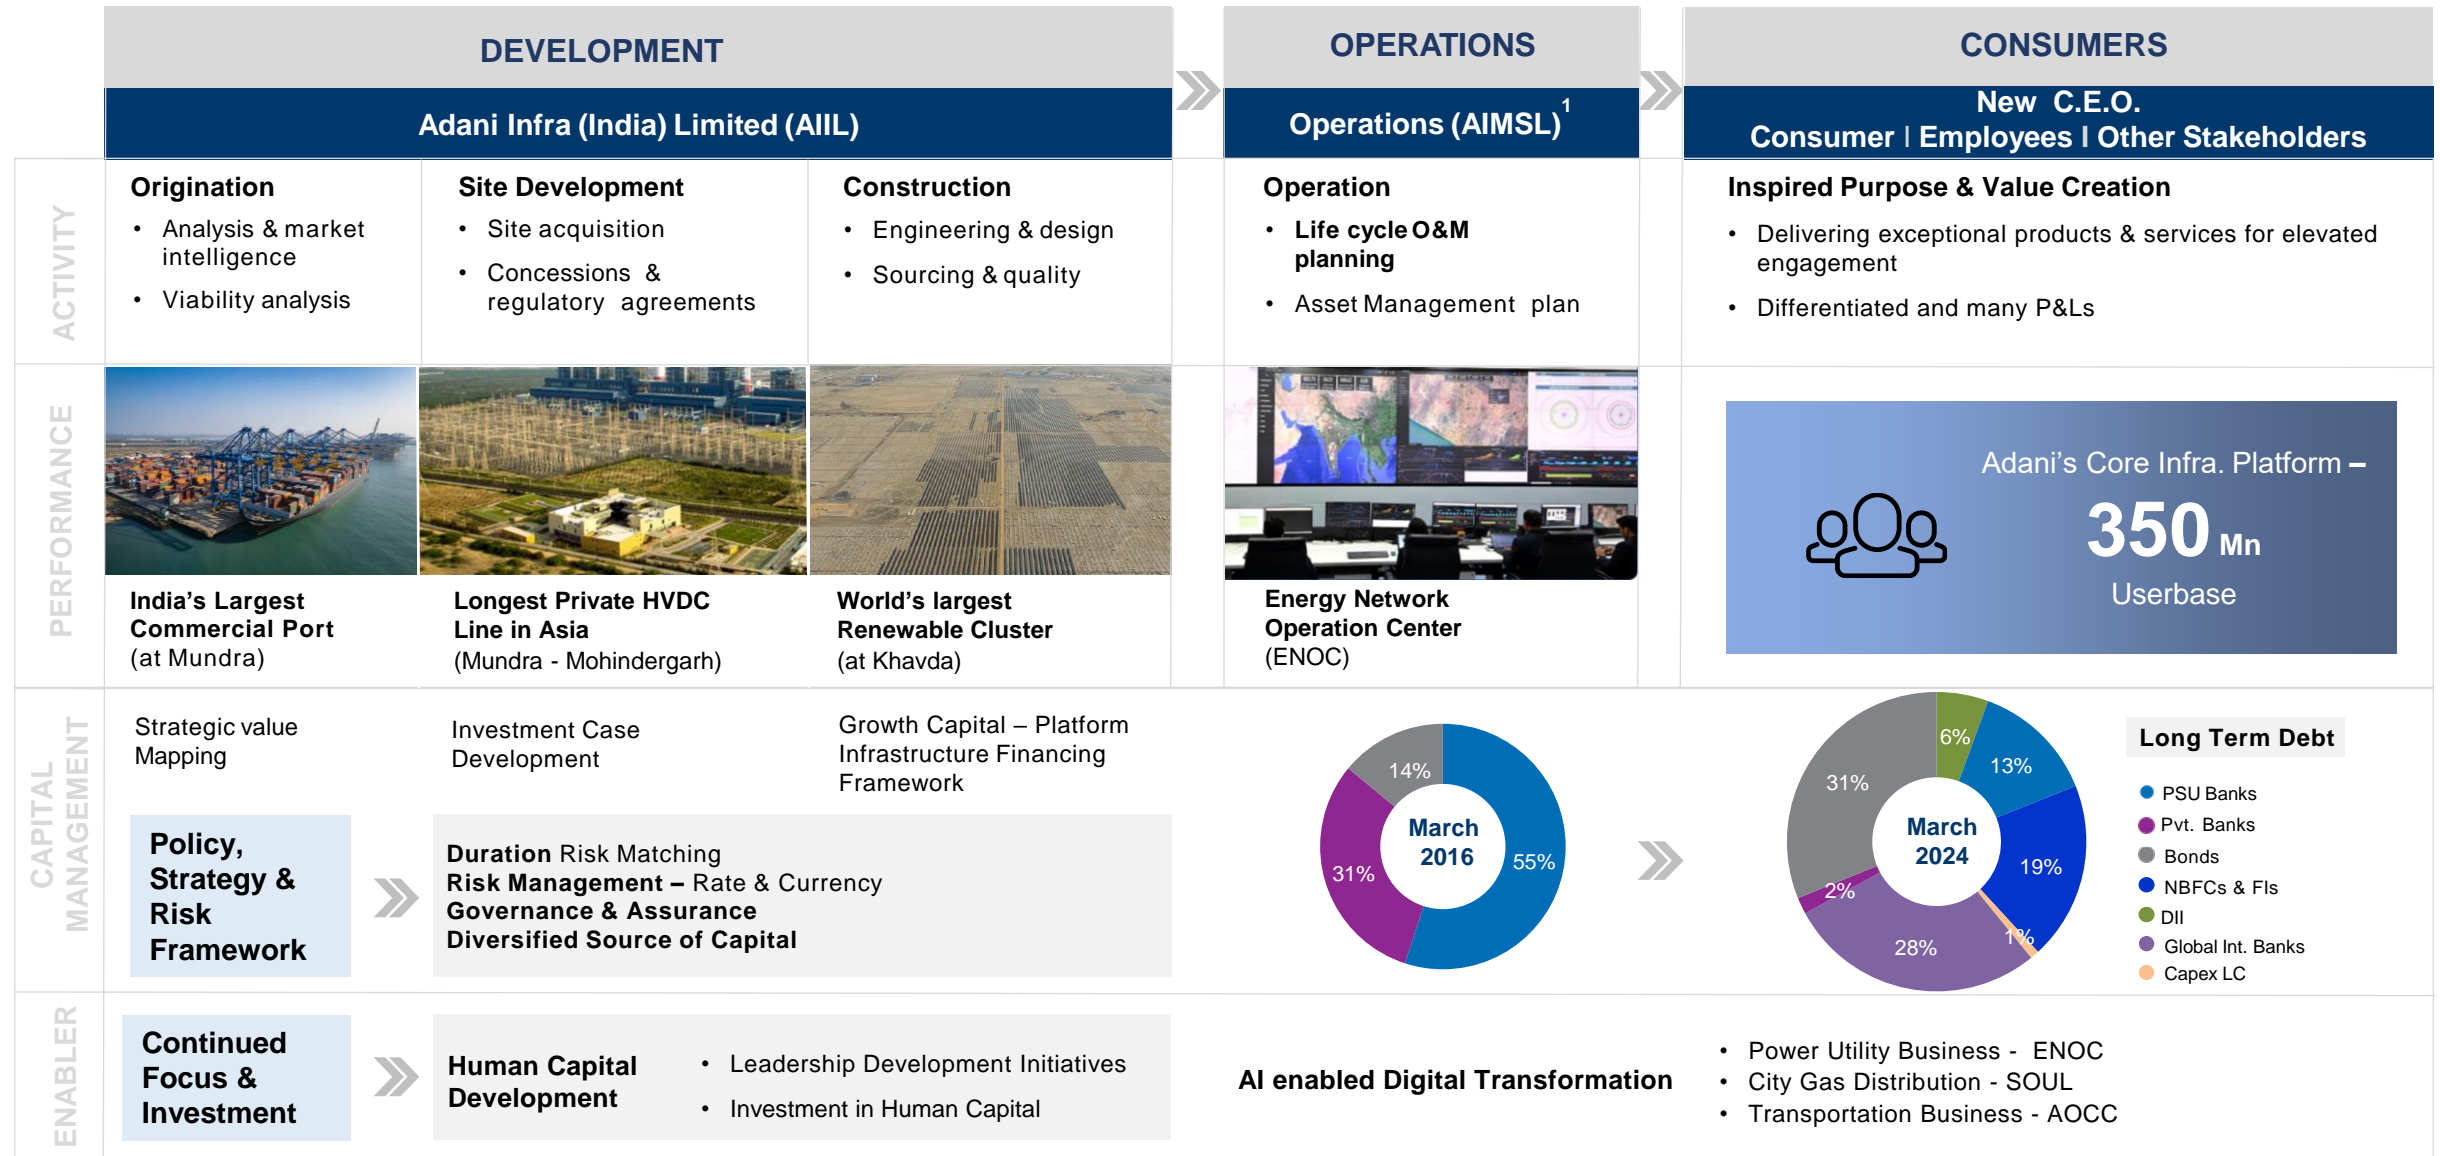 DEVELOPMENT
OPERATIONS
CONSUMERS
Adani Infra (India) Limited (AIIL)
Operations (AIMSL)1
New C.E.O.
Consumer | Employees | Other Stakeholders
ACTIVITY
Origination
• Analysis & market
intelligence
• Viability analysis
Site Development
• Site acquisition
• Concessions &
regulatory agreements
Construction
• Engineering & design
• Sourcing & quality
Operation
• Life cycle O&M
planning
• Asset Management plan
Inspired Purpose & Value Creation
• Delivering exceptional products & services for elevated
engagement
• Differentiated and many P&Ls
PERFORMANCE
India's Largest
Commercial Port
(at Mundra)
Longest Private HVDC
Line in Asia
(Mundra - Mohindergarh)
World's largest
Renewable Cluster
(at Khavda)
Energy Network
Operation Center
(ENOC)
Adani's Core Infra. Platform –
350 Mn
Userbase
CAPITAL
MANAGEMENT
Strategic value
Mapping
Investment Case
Development
Growth Capital – Platform
Infrastructure Financing
Framework
Policy,
Strategy &
Risk
Framework
Duration Risk Matching
Risk Management – Rate & Currency
Governance & Assurance
Diversified Source of Capital
14%
31%
55%
March
2016
6%
13%
31%
19%
2%
28%
1%
March
2024
Long Term Debt
PSU Banks
Pvt. Banks
Bonds
NBFCs & FIs
DII
Global Int. Banks
Capex LC
ENABLER
Continued
Focus &
Investment
Human Capital
Development
• Leadership Development Initiatives
• Investment in Human Capital
AI enabled Digital Transformation
• Power Utility Business - ENOC
• City Gas Distribution - SOUL
• Transportation Business - AOCC